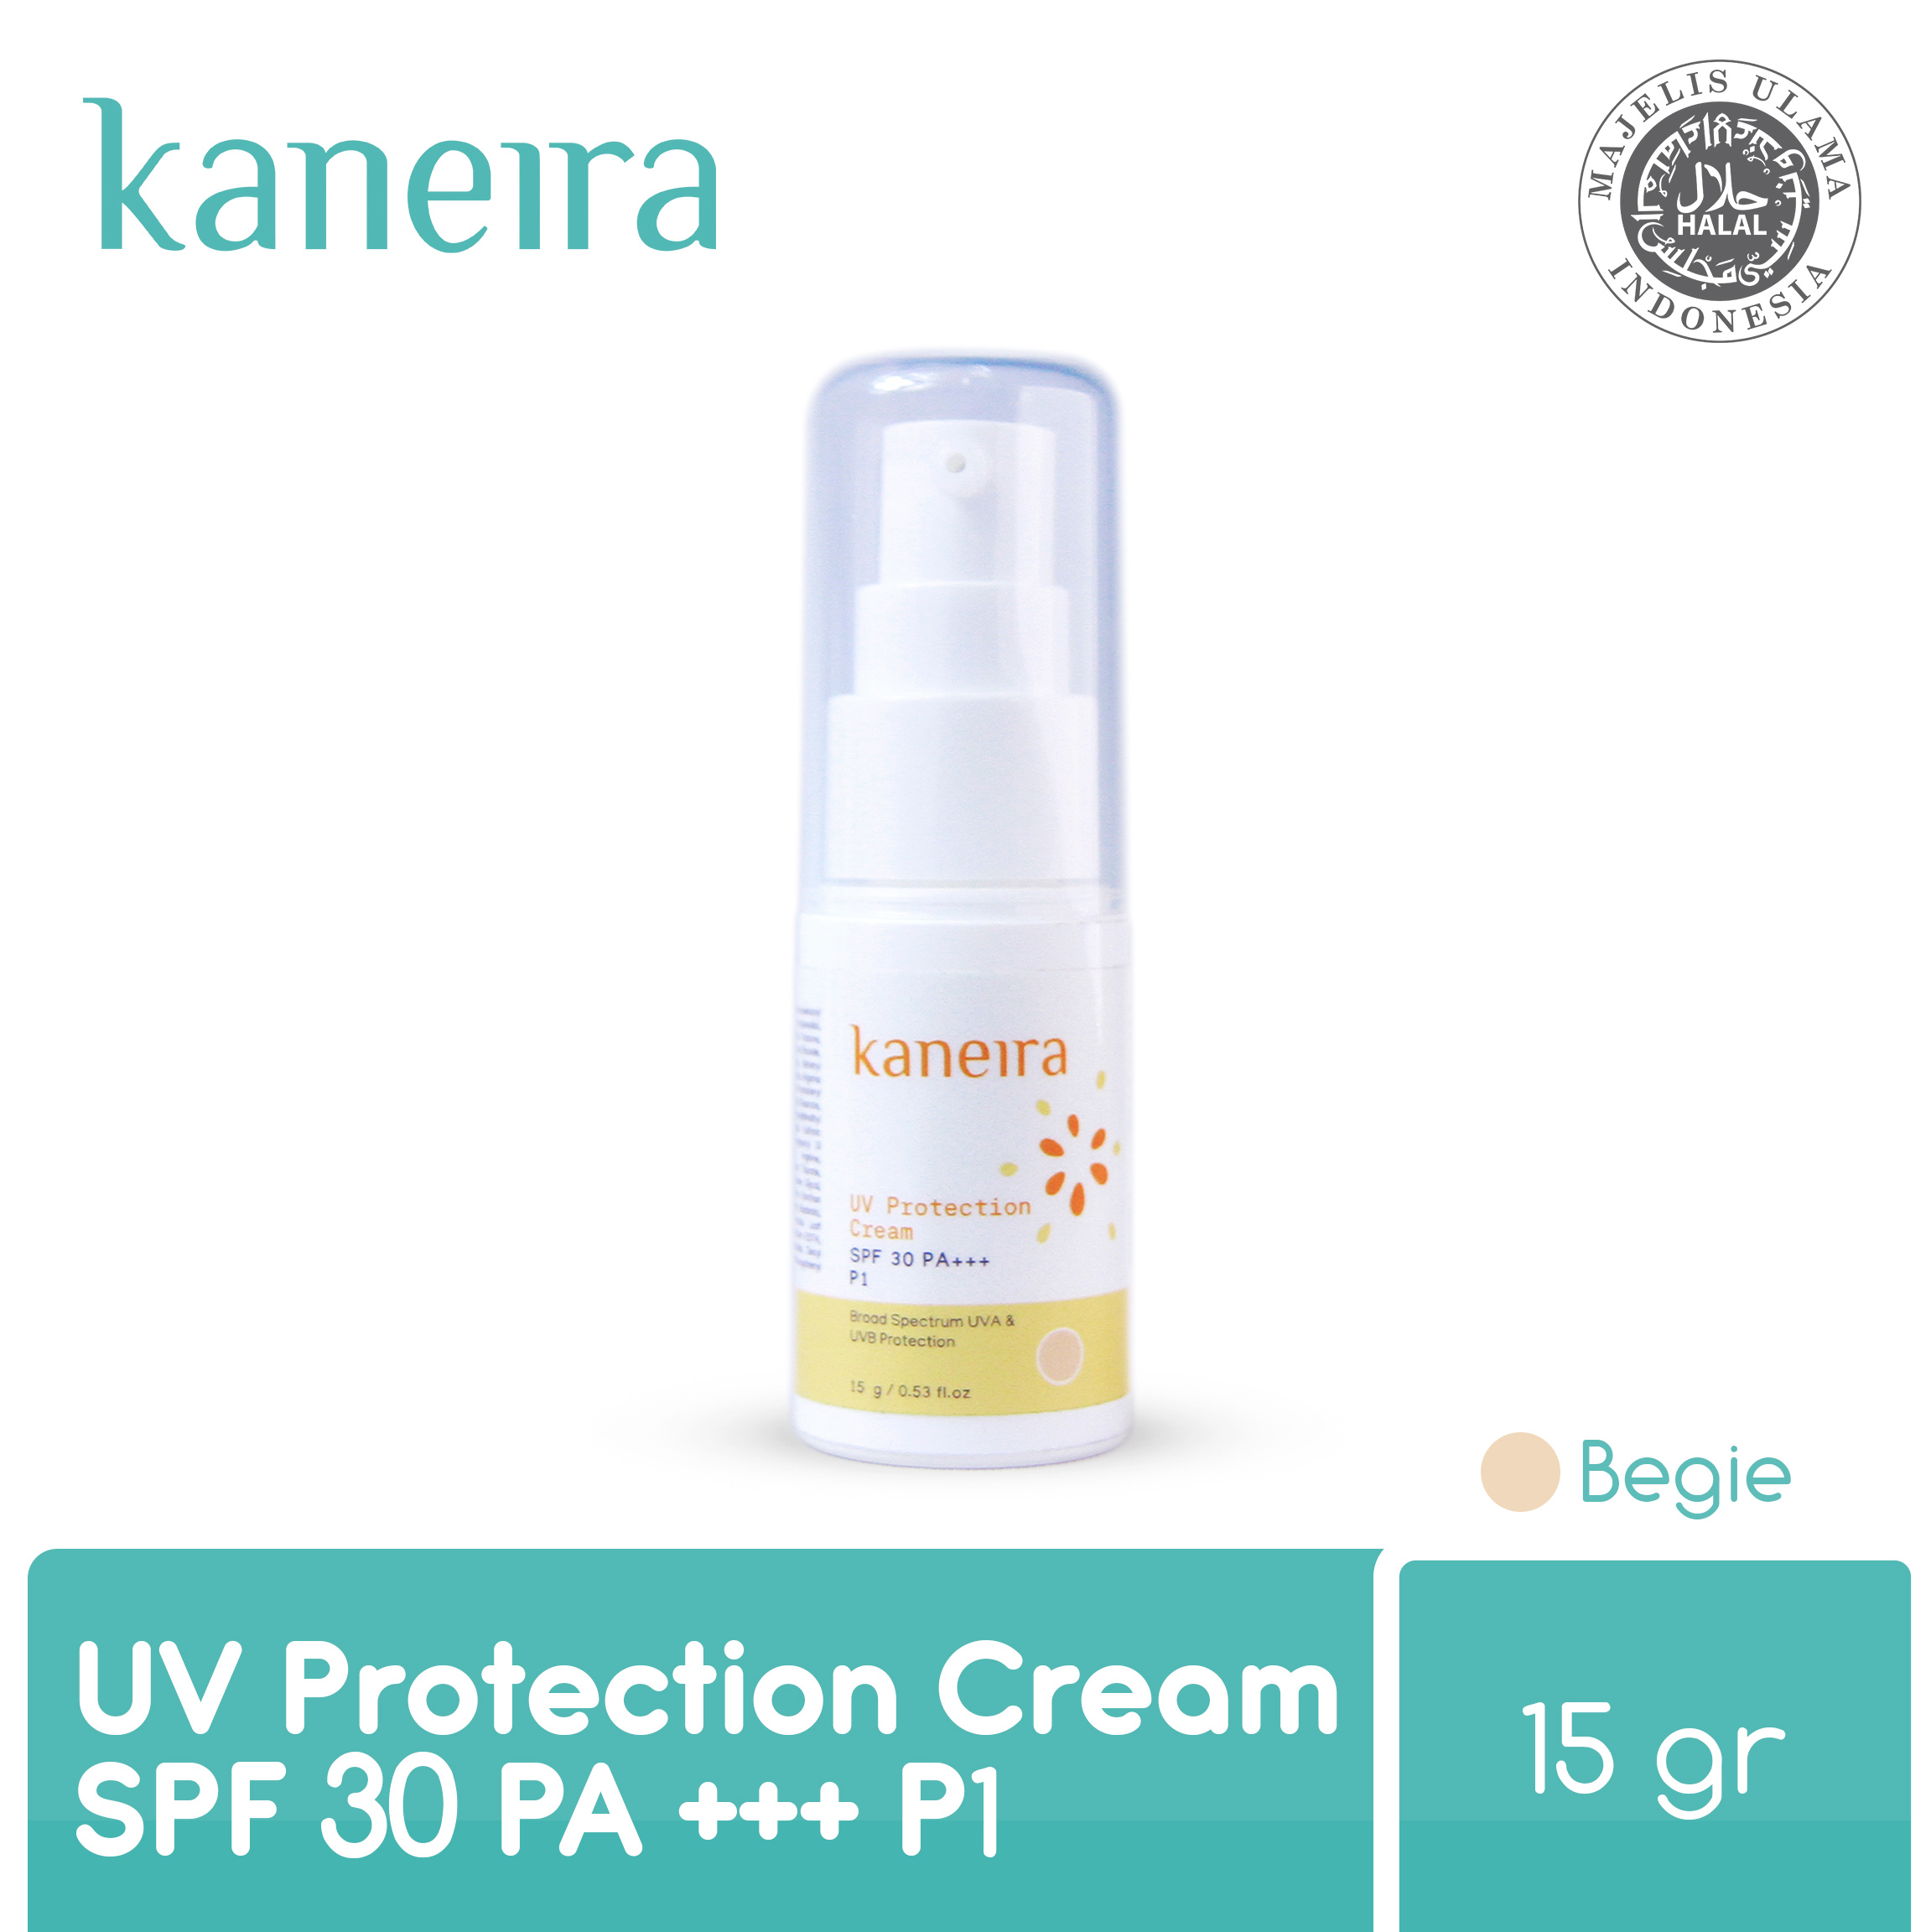 kaneira
MAJELIS ULAMA
حلال
HALAL
INDONESIA
kaneira
UV Protection
Cream
SPF 30 PA+++
P1
Broad Spectrum UVA &
UVB Protection
15 g / 0.53 fl.oz
Begie
UV Protection Cream
SPF 30 PA +++ P1
15 gr